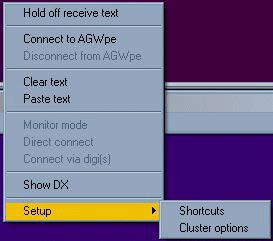 Hold off receive text
Connect to AGWpe
Disconnect from AGWpe
Clear text
Paste text
Monitor mode
Direct connect
Connect via digi(s)
Show DX
Setup
Shortcuts
Cluster options